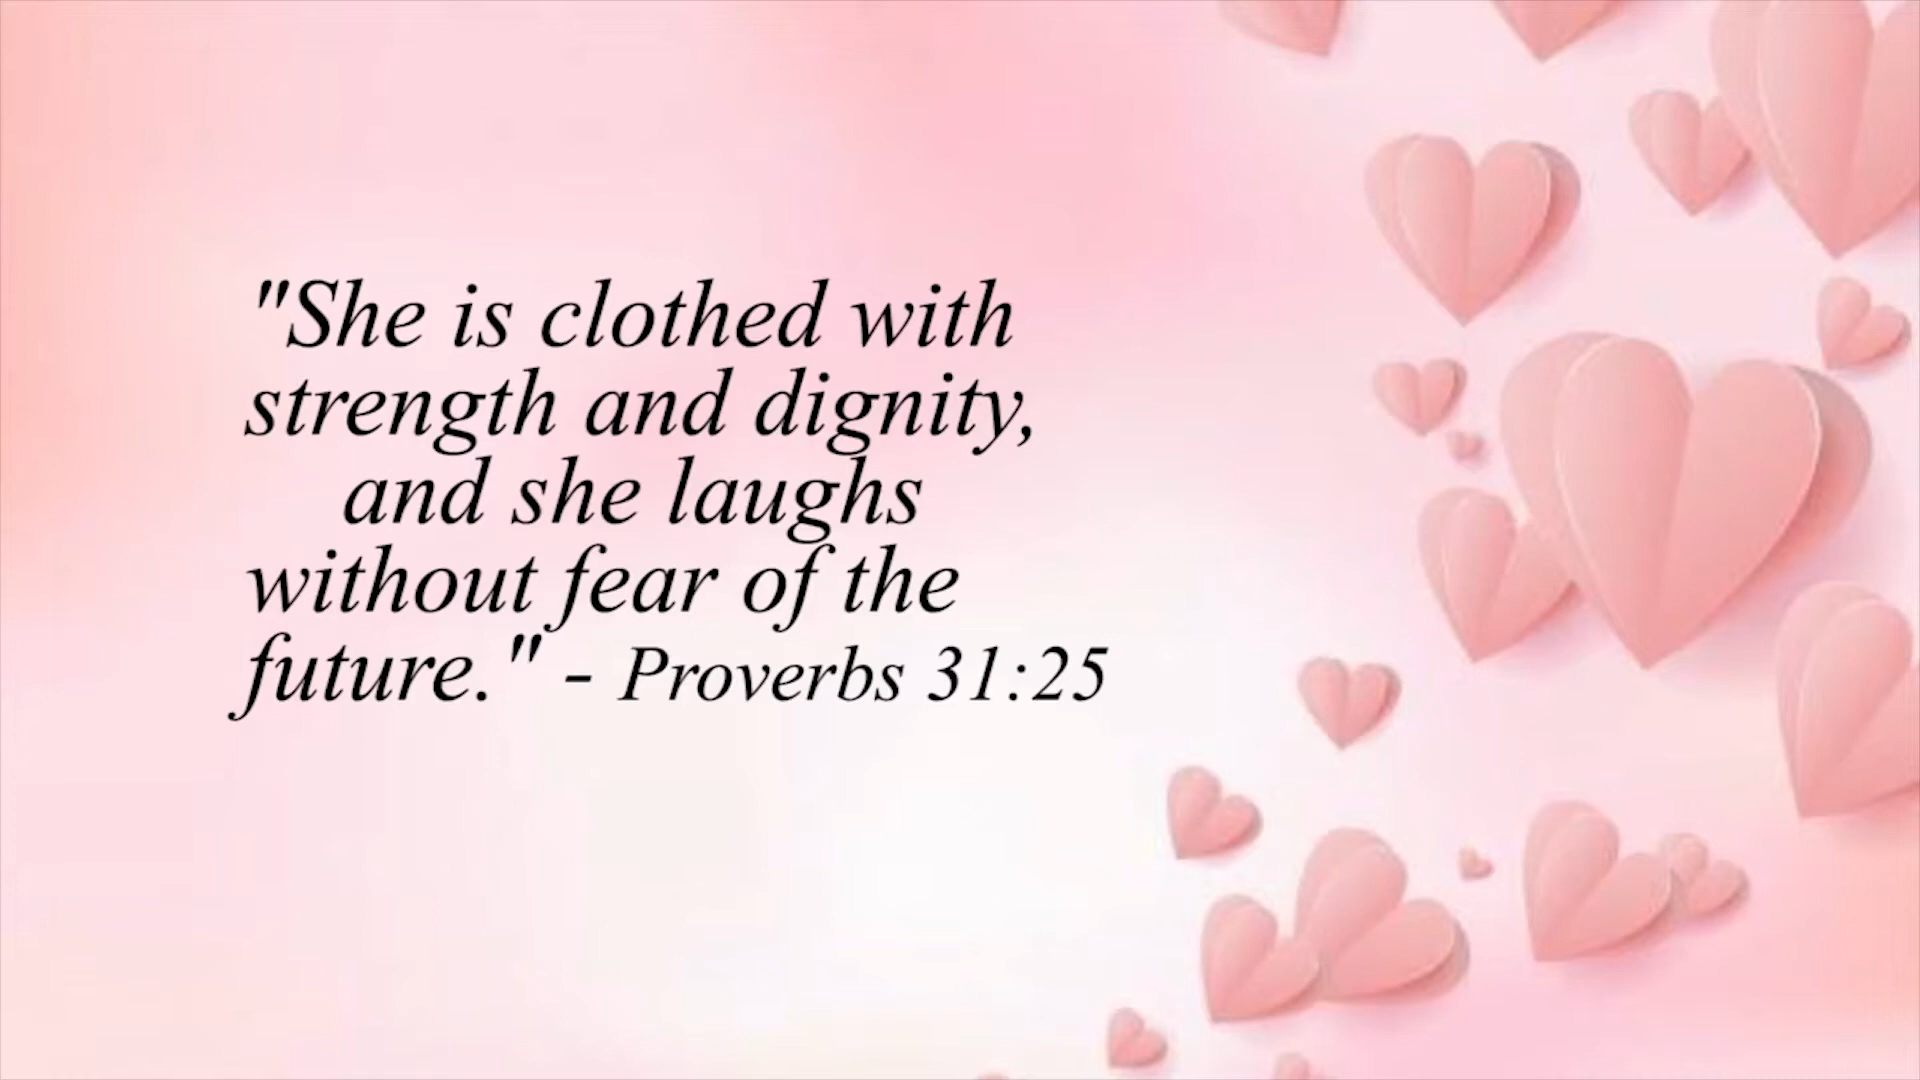 "She is clothed with
strength and dignity,
and she laughs
without fear of the
future." - Proverbs 31:25